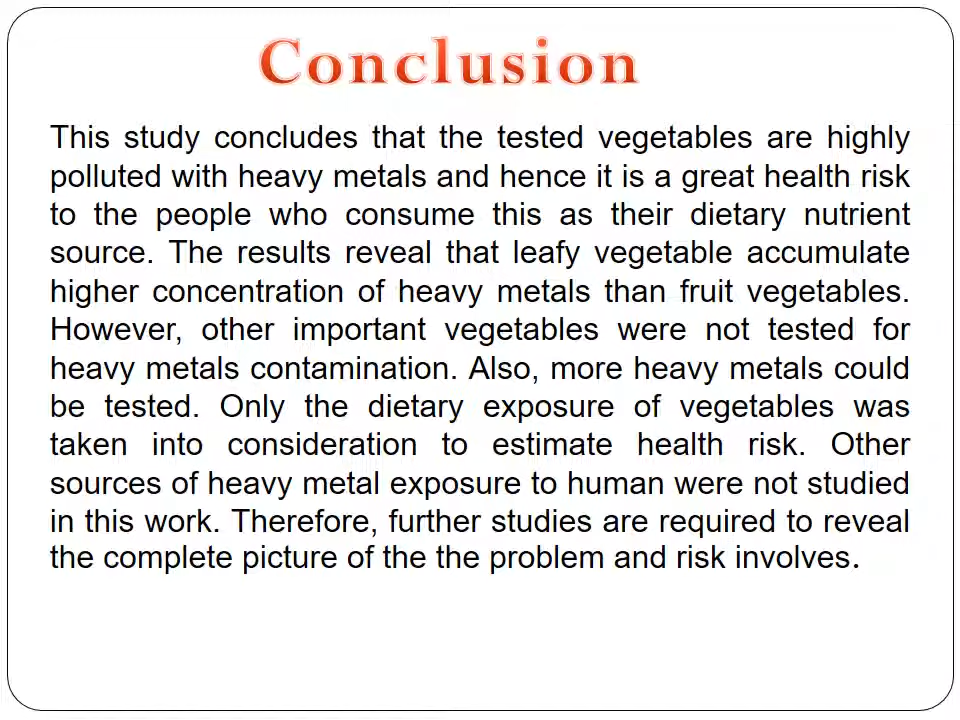 Conclusion
This study concludes that the tested vegetables are highly
polluted with heavy metals and hence it is a great health risk
to the people who consume this as their dietary nutrient
source. The results reveal that leafy vegetable accumulate
higher concentration of heavy metals than fruit vegetables.
However, other important vegetables were not tested for
heavy metals contamination. Also, more heavy metals could
be tested. Only the dietary exposure of vegetables was
taken into consideration to estimate health risk. Other
sources of heavy metal exposure to human were not studied
in this work. Therefore, further studies are required to reveal
the complete picture of the the problem and risk involves.